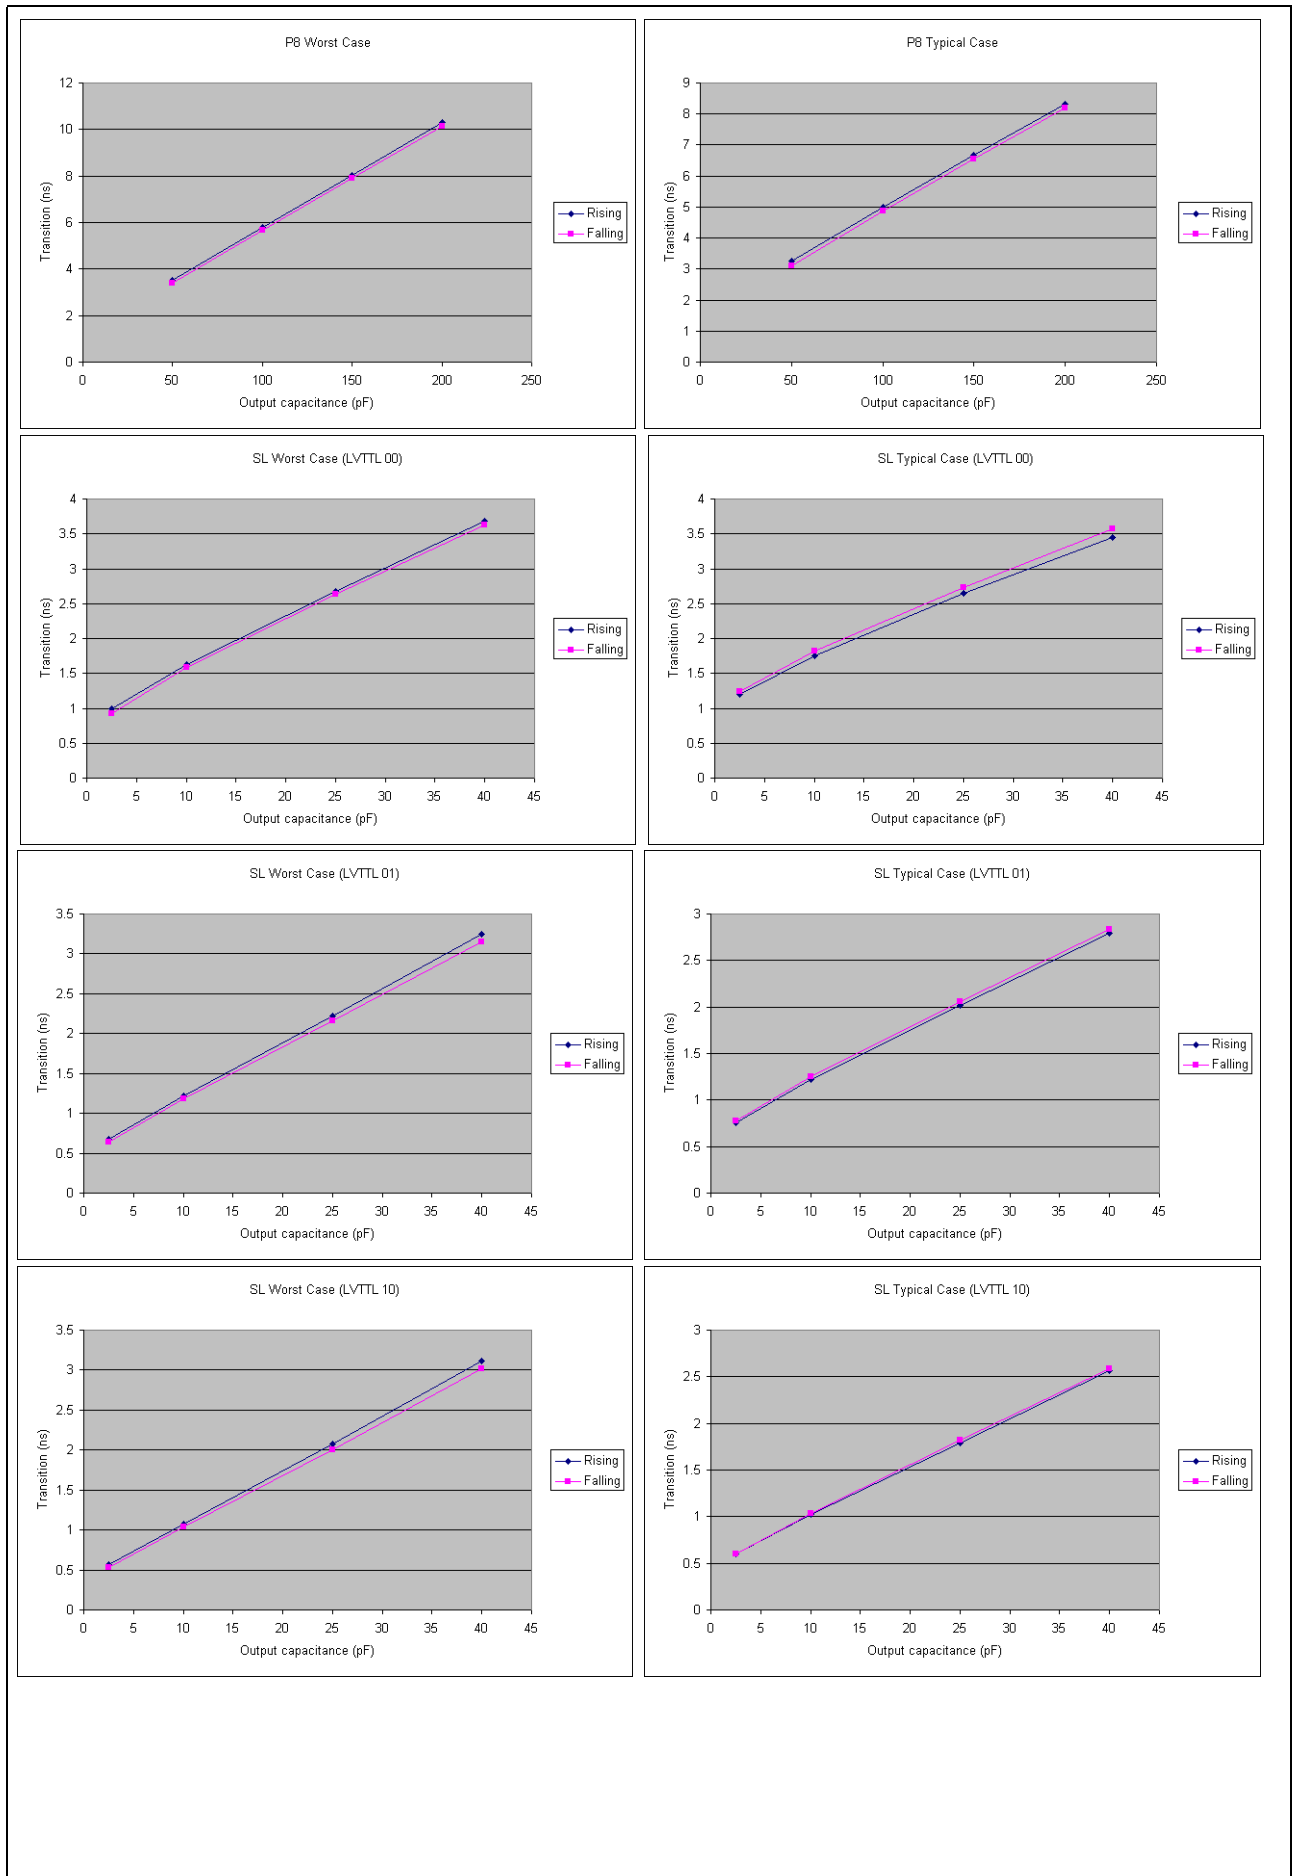 P8 Worst Case
12
10
8
6
4
2
0
Transition (ns)
0 50 100 150 200 250
Output capacitance (pF)
Rising
Falling
P8 Typical Case
9
8
7
6
5
4
3
2
1
0
Transition (ns)
0 50 100 150 200 250
Output capacitance (pF)
Rising
Falling
SL Worst Case (LVTTL 00)
4
3.5
3
2.5
2
1.5
1
0.5
0
Transition (ns)
0 5 10 15 20 25 30 35 40 45
Output capacitance (pF)
Rising
Falling
SL Typical Case (LVTTL 00)
4
3.5
3
2.5
2
1.5
1
0.5
0
Transition (ns)
0 5 10 15 20 25 30 35 40 45
Output capacitance (pF)
Rising
Falling
SL Worst Case (LVTTL 01)
3.5
3
2.5
2
1.5
1
0.5
0
Transition (ns)
0 5 10 15 20 25 30 35 40 45
Output capacitance (pF)
Rising
Falling
SL Typical Case (LVTTL 01)
3
2.5
2
1.5
1
0.5
0
Transition (ns)
0 5 10 15 20 25 30 35 40 45
Output capacitance (pF)
Rising
Falling
SL Worst Case (LVTTL 10)
3.5
3
2.5
2
1.5
1
0.5
0
Transition (ns)
0 5 10 15 20 25 30 35 40 45
Output capacitance (pF)
Rising
Falling
SL Typical Case (LVTTL 10)
3
2.5
2
1.5
1
0.5
0
Transition (ns)
0 5 10 15 20 25 30 35 40 45
Output capacitance (pF)
Rising
Falling